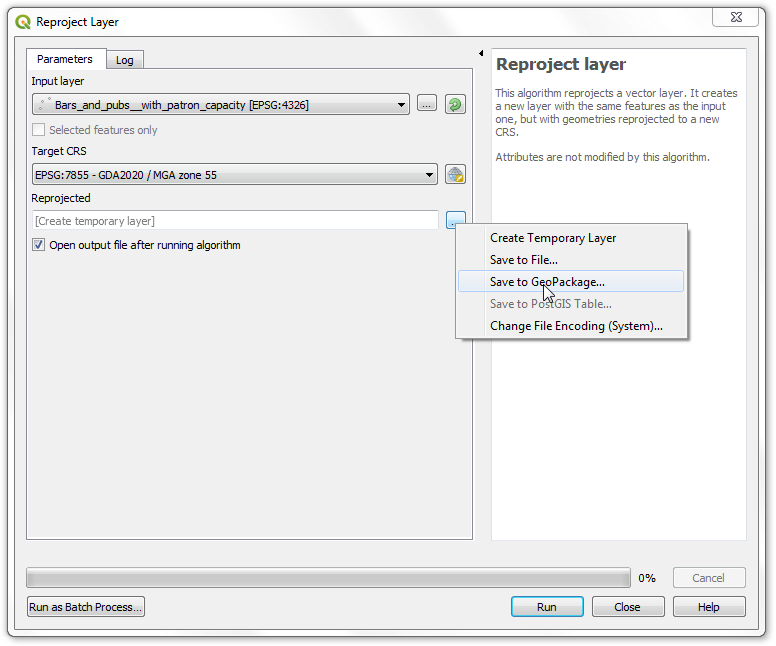 Reproject Layer
Parameters
Log
Input layer
Bars_and_pubs__with_patron_capacity [EPSG:4326]
...
Selected features only
Target CRS
EPSG:7855 - GDA2020 / MGA zone 55
Reprojected
[Create temporary layer]
Open output file after running algorithm
Create Temporary Layer
Save to File...
Save to GeoPackage...
Save to PostGIS Table...
Change File Encoding (System)...
Reproject layer
This algorithm reprojects a vector layer. It creates
a new layer with the same features as the input
one, but with geometries reprojected to a new
CRS.
Attributes are not modified by this algorithm.
0%
Cancel
Run as Batch Process...
Run
Close
Help